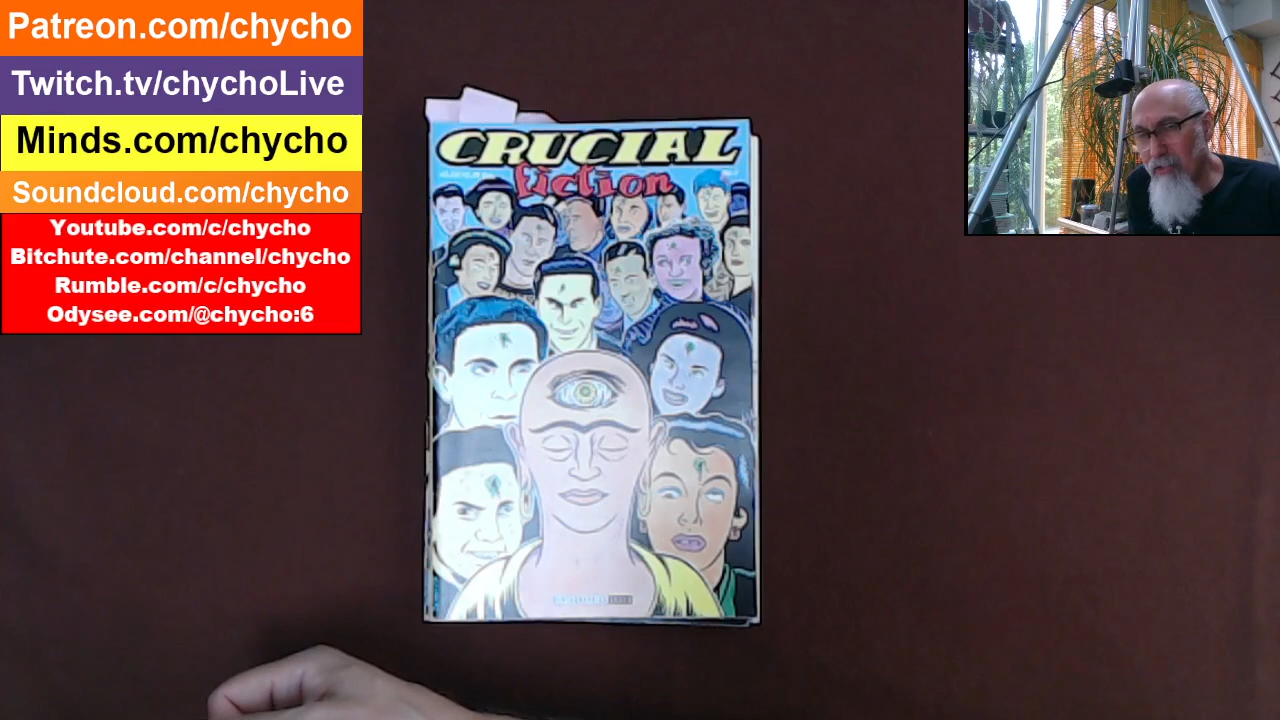 Patreon.com/chycho
Twitch.tv/chychoLive
Minds.com/chycho
Soundcloud.com/chycho
Youtube.com/c/chycho
Bitchute.com/channel/chycho
Rumble.com/c/chycho
Odysee.com/@chycho:6
CRUCIAL
fiction